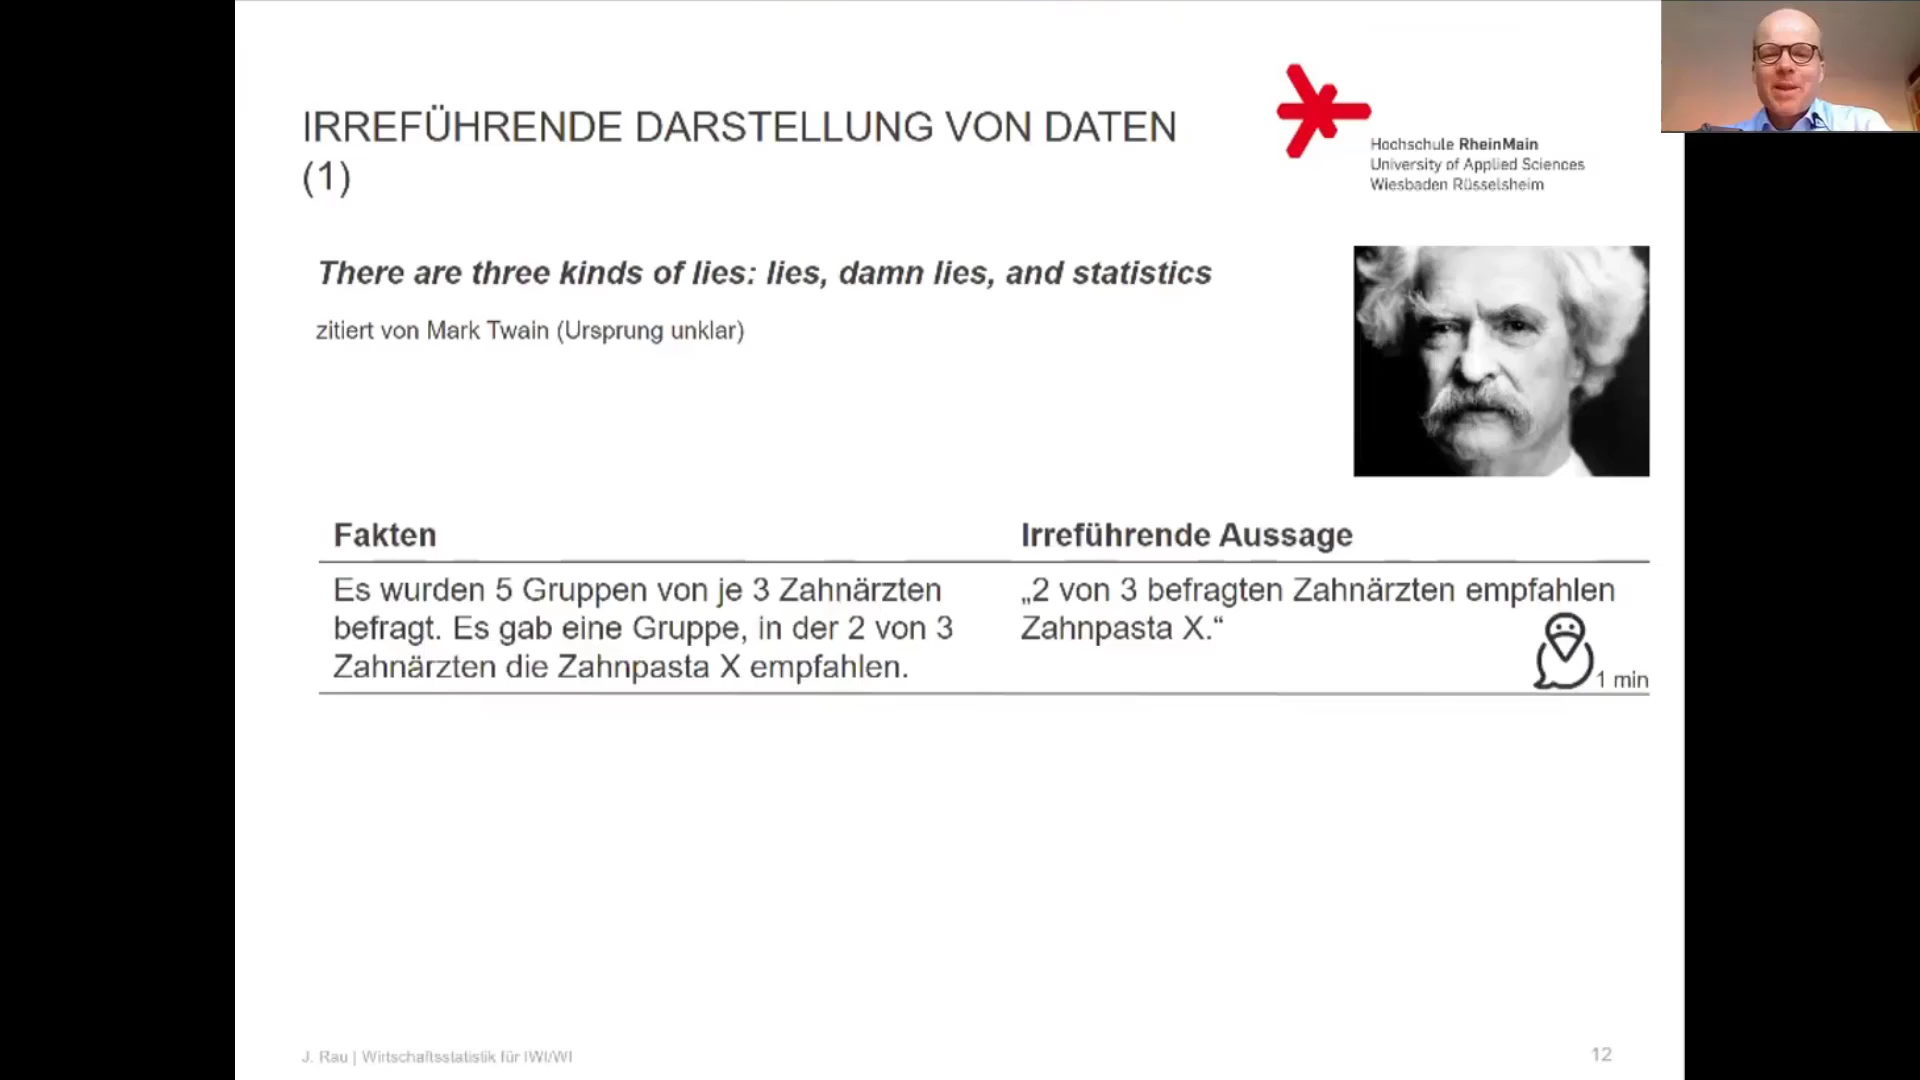 IRREFÜHRENDE DARSTELLUNG VON DATEN
(1)
Hochschule RheinMain
University of Applied Sciences
Wiesbaden Rüsselsheim
There are three kinds of lies: lies, damn lies, and statistics
zitiert von Mark Twain (Ursprung unklar)
Fakten
Irreführende Aussage
Es wurden 5 Gruppen von je 3 Zahnärzten
befragt. Es gab eine Gruppe, in der 2 von 3
Zahnärzten die Zahnpasta X empfahlen.
„2 von 3 befragten Zahnärzten empfahlen
Zahnpasta X.“
1 min
J. Rau | Wirtschaftsstatistik für IWI/WI
12